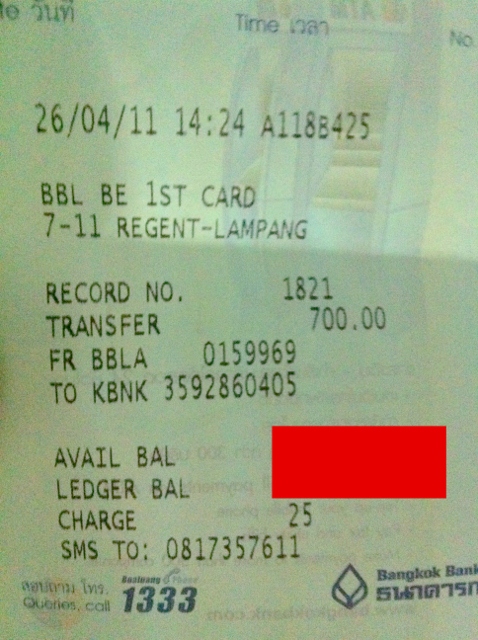 วันที่ Time เวลา No.
26/04/11 14:24 A118B425
BBL BE 1ST CARD
7-11 REGENT-LAMPANG
RECORD NO. 1821
TRANSFER 700.00
FR BBLA 0159969
TO KBNK 3592860405
AVAIL BAL
LEDGER BAL
CHARGE 25
SMS TO: 0817357611
สอบถาม โทร. Bualuang Phone
Queries, call 1333
Bangkok Bank
ธนาคารก